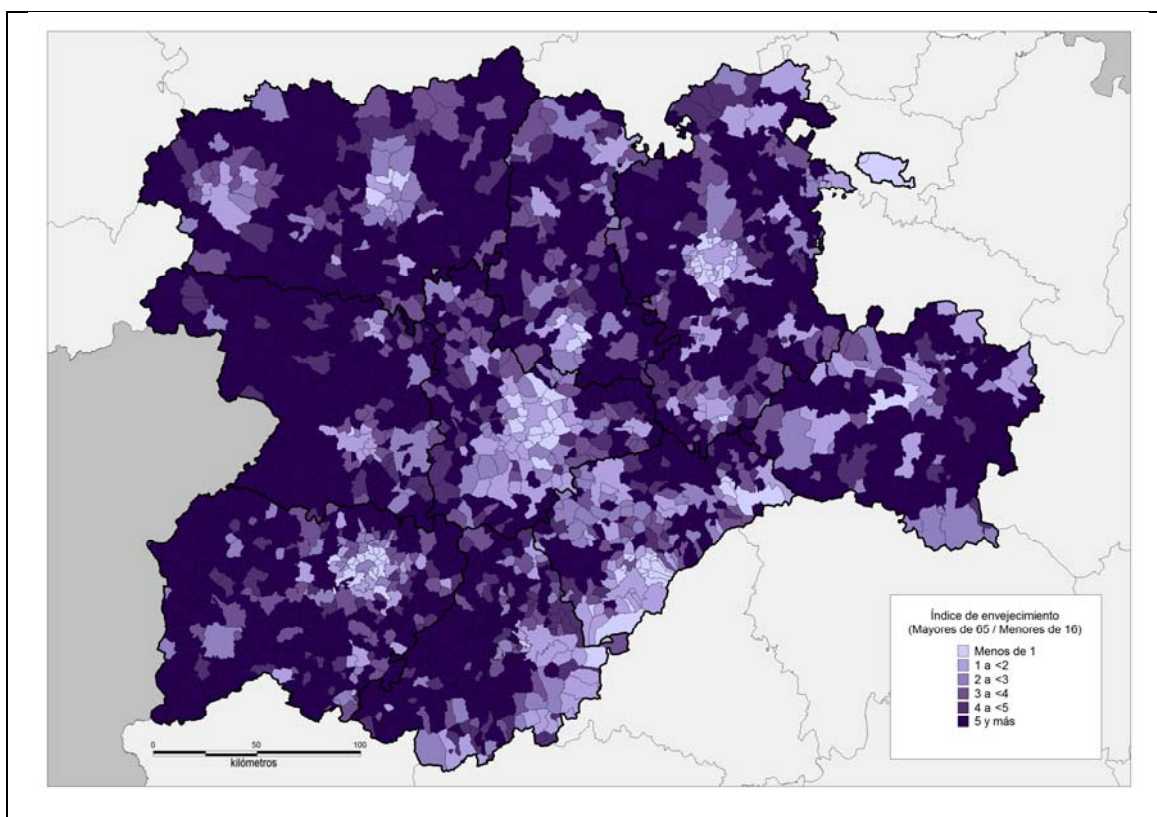 Índice de envejecimiento
(Mayores de 65 / Menores de 16)
Menos de 1
1 a <2
2 a <3
3 a <4
4 a <5
5 y más
0 50 100
kilómetros